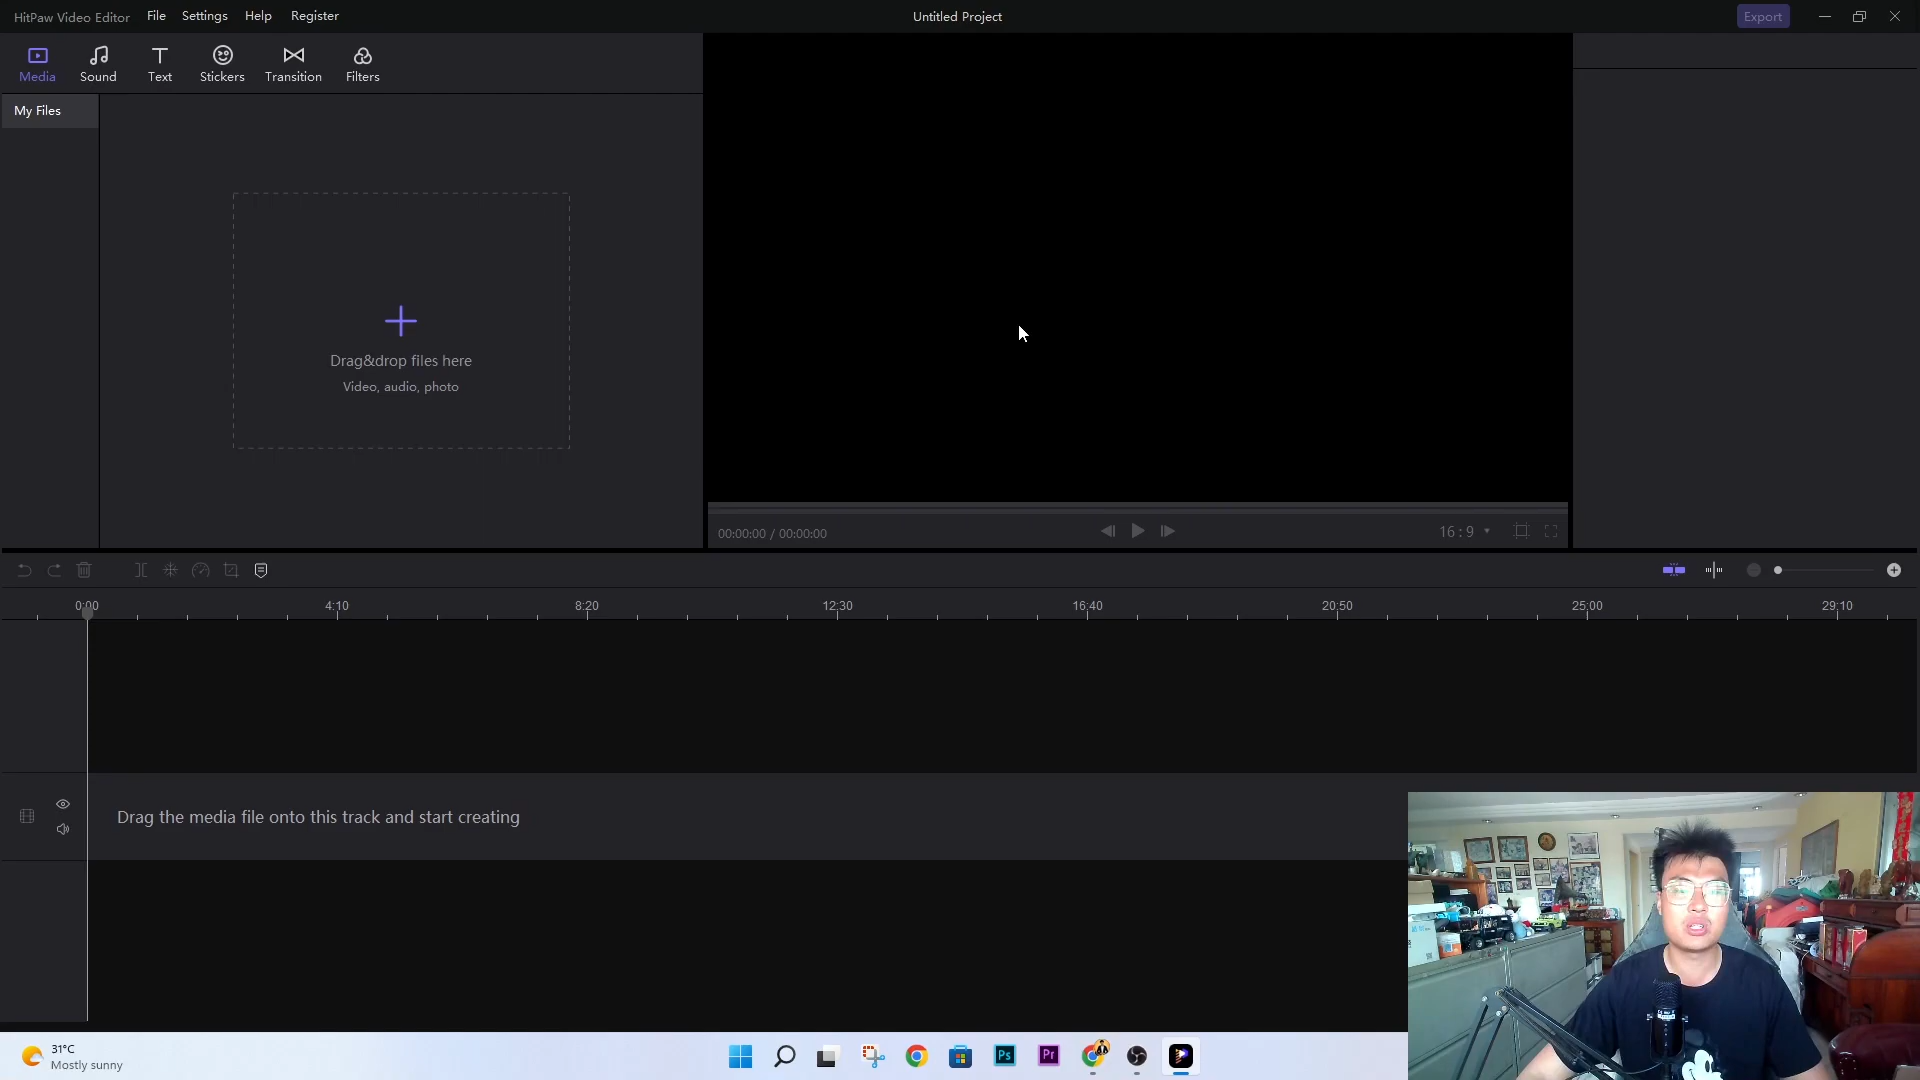 HitPaw Video Editor
File
Settings
Help
Register
Untitled Project
Export
Media
Sound
Text
Stickers
Transition
Filters
My Files
Drag&drop files here
Video, audio, photo
00:00:00 / 00:00:00
16 : 9
0:00
4:10
8:20
12:30
16:40
20:50
25:00
29:10
Drag the media file onto this track and start creating
31°C
Mostly sunny
Ps
Pr